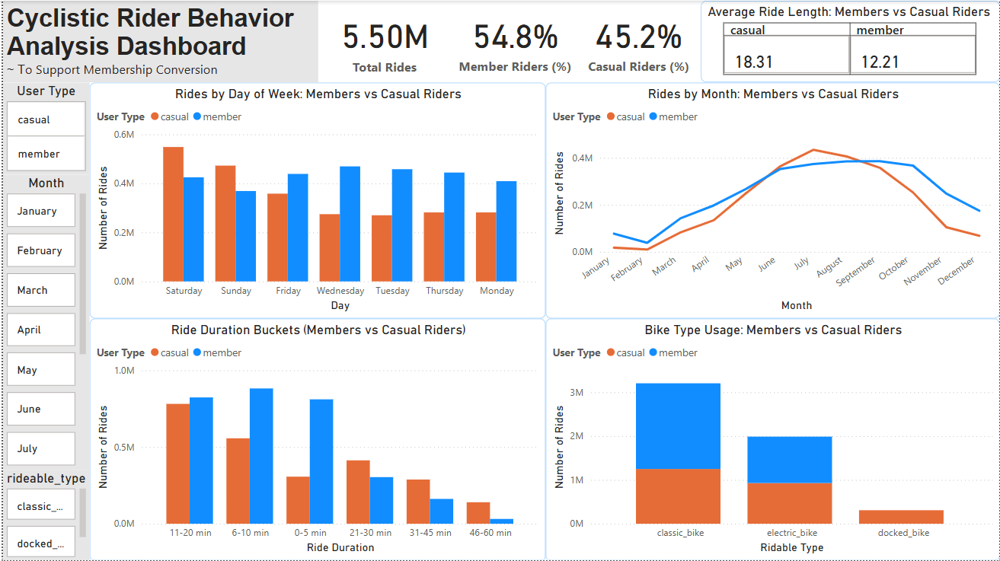 Cyclistic Rider Behavior
Analysis Dashboard
~ To Support Membership Conversion
5.50M
Total Rides
54.8%
Member Riders (%)
45.2%
Casual Riders (%)
Average Ride Length: Members vs Casual Riders
casual member
18.31 12.21
User Type
casual
member
Month
January
February
March
April
May
June
July
rideable_type
classic_...
docked_...
Rides by Day of Week: Members vs Casual Riders
User Type casual member
Number of Rides
0.6M
0.4M
0.2M
0.0M
Saturday Sunday Friday Wednesday Tuesday Thursday Monday
Day
Rides by Month: Members vs Casual Riders
User Type casual member
Number of Rides
0.4M
0.2M
0.0M
January February March April May June July August September October November December
Month
Ride Duration Buckets (Members vs Casual Riders)
User Type casual member
Number of Rides
1.0M
0.5M
0.0M
11-20 min 6-10 min 0-5 min 21-30 min 31-45 min 46-60 min
Ride Duration
Bike Type Usage: Members vs Casual Riders
User Type casual member
Number of Rides
3M
2M
1M
0M
classic_bike electric_bike docked_bike
Ridable Type